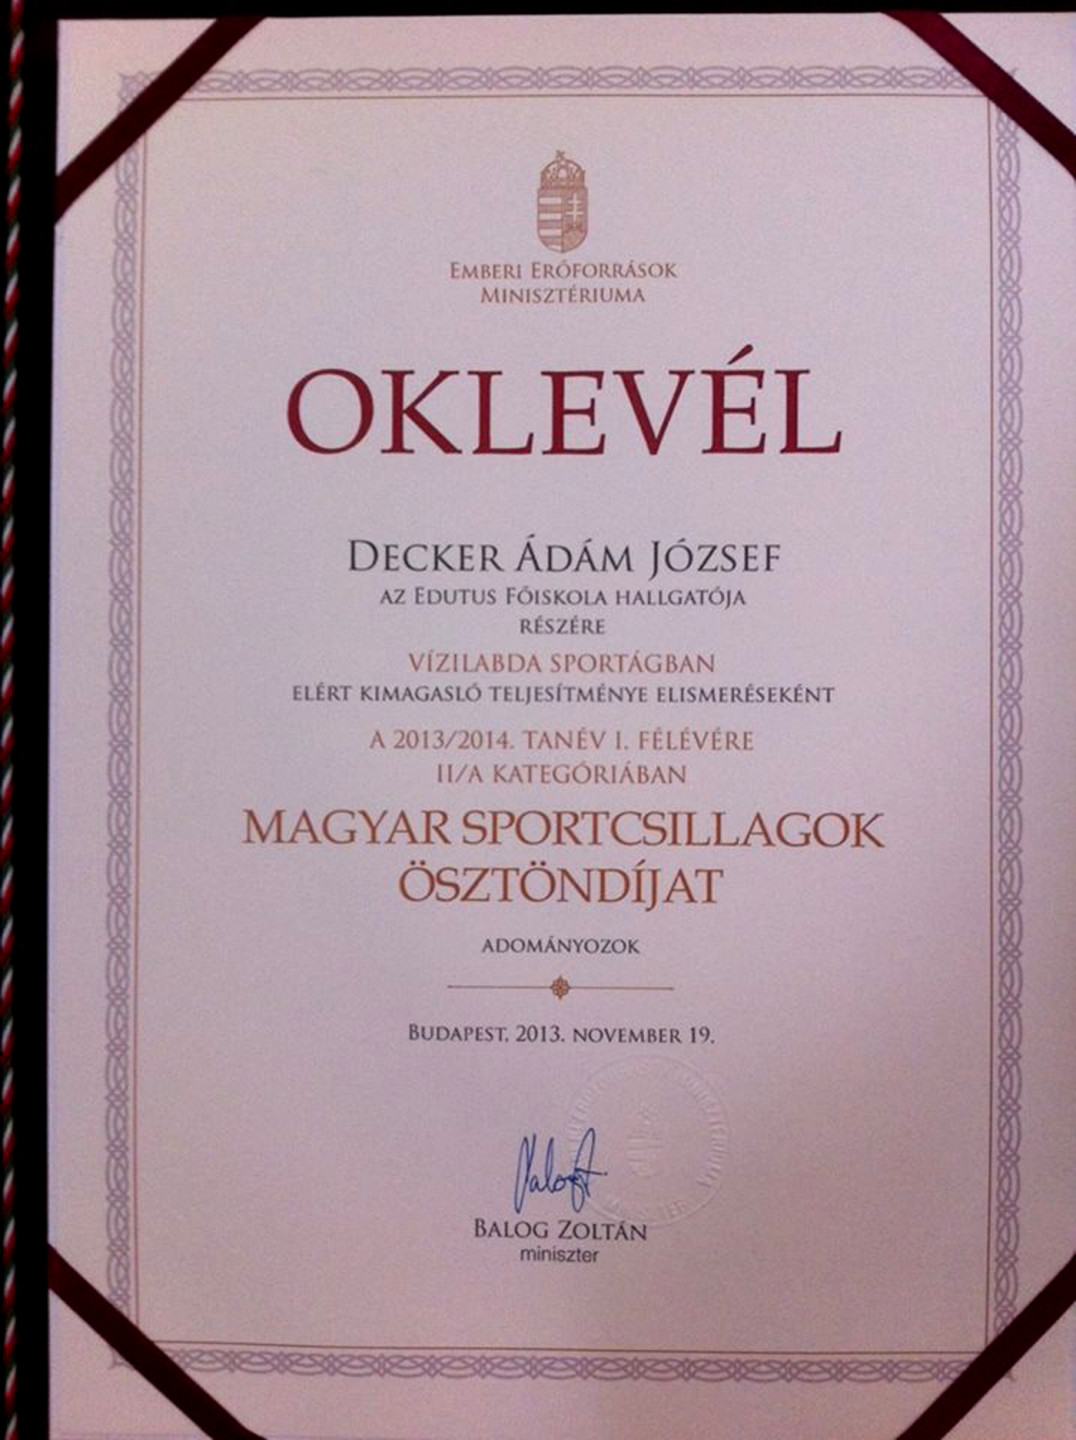 EMBERI ERŐFORRÁSOK
MINISZTÉRIUMA
OKLEVÉL
DECKER ÁDÁM JÓZSEF
AZ EDUTUS FŐISKOLA HALLGATÓJA
RÉSZÉRE
VÍZILABDA SPORTÁGBAN
ELÉRT KIMAGASLÓ TELJESÍTMÉNYE ELISMERÉSEKÉNT
A 2013/2014. TANÉV I. FÉLÉVÉRE
II/A KATEGÓRIÁBAN
MAGYAR SPORTCSILLAGOK
ÖSZTÖNDÍJAT
ADOMÁNYOZOK
BUDAPEST, 2013. NOVEMBER 19.
BALOG ZOLTÁN
miniszter